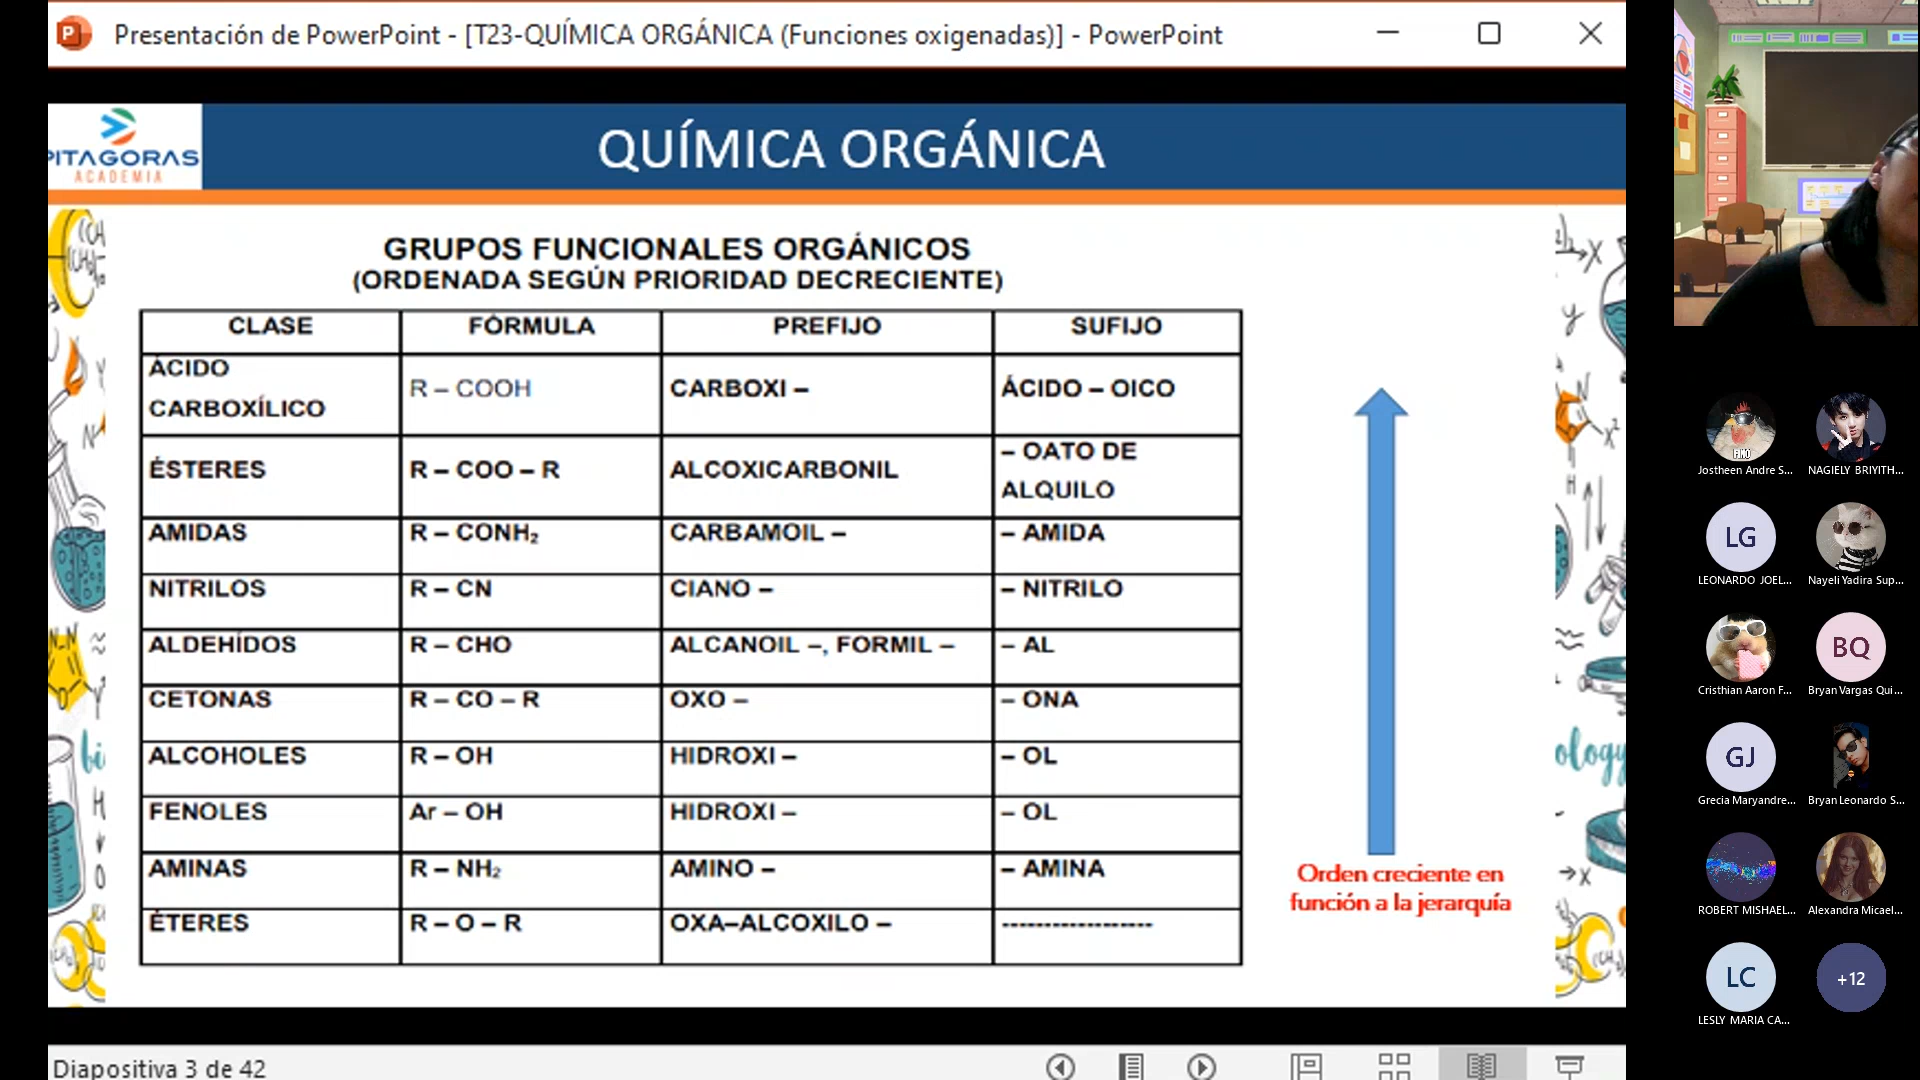 Presentación de PowerPoint - [T23-QUÍMICA ORGÁNICA (Funciones oxigenadas)] - PowerPoint
PITAGORAS
ACADEMIA
QUÍMICA ORGÁNICA
GRUPOS FUNCIONALES ORGÁNICOS
(ORDENADA SEGÚN PRIORIDAD DECRECIENTE)
CLASE FÓRMULA PREFIJO SUFIJO
ÁCIDO CARBOXÍLICO R – COOH CARBOXI – ÁCIDO – OICO
ÉSTERES R – COO – R ALCOXICARBONIL – OATO DE ALQUILO
AMIDAS R – CONH₂ CARBAMOIL – – AMIDA
NITRILOS R – CN CIANO – – NITRILO
ALDEHÍDOS R – CHO ALCANOIL –, FORMIL – – AL
CETONAS R – CO – R OXO – – ONA
ALCOHOLES R – OH HIDROXI – – OL
FENOLES Ar – OH HIDROXI – – OL
AMINAS R – NH₂ AMINO – – AMINA
ÉTERES R – O – R OXA–ALCOXILO – ------------------
Orden creciente en
función a la jerarquía
Diapositiva 3 de 42
Jostheen Andre S...
NAGIELY BRIYITH...
LG
LEONARDO JOEL...
Nayeli Yadira Sup...
Cristhian Aaron F...
BQ
Bryan Vargas Qui...
GJ
Grecia Maryandre...
Bryan Leonardo S...
ROBERT MISHAEL...
Alexandra Micael...
LC
LESLY MARIA CA...
+12